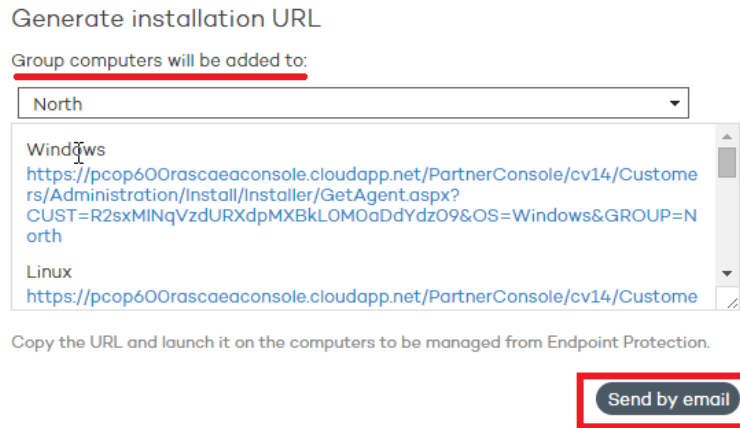 Generate installation URL
Group computers will be added to:
North
Windows
https://pcop600rascaeaconsole.cloudapp.net/PartnerConsole/cv14/Custome
rs/Administration/Install/Installer/GetAgent.aspx?
CUST=R2sxMlNqVzdURXdpMXBkL0M0aDdYdz09&OS=Windows&GROUP=N
orth
Linux
https://pcop600rascaeaconsole.cloudapp.net/PartnerConsole/cv14/Custome
Copy the URL and launch it on the computers to be managed from Endpoint Protection.
Send by email